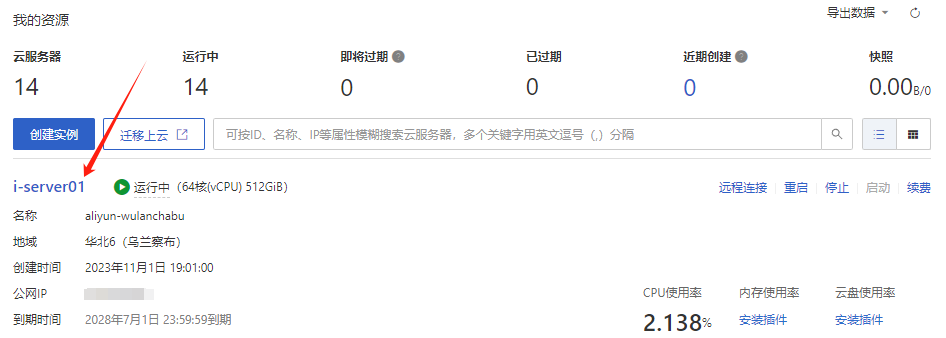 我的资源
导出数据
云服务器 运行中 即将过期 已过期 近期创建 快照
14 14 0 0 0 0.00B/0
创建实例 迁移上云 可按ID、名称、IP等属性模糊搜索云服务器，多个关键字用英文逗号（,）分隔
i-server01 运行中（64核(vCPU) 512GiB） 远程连接 重启 停止 启动 续费
名称 aliyun-wulanchabu
地域 华北6（乌兰察布）
创建时间 2023年11月1日 19:01:00
公网IP CPU使用率 内存使用率 云盘使用率
到期时间 2028年7月1日 23:59:59到期 2.138% 安装插件 安装插件